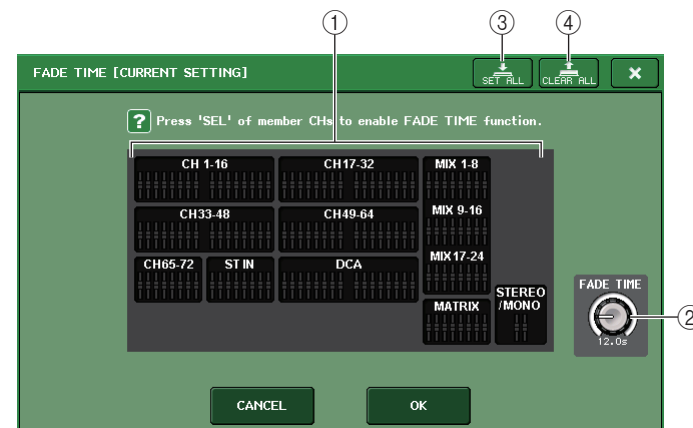 ① ③ ④
FADE TIME [CURRENT SETTING]
SET ALL
CLEAR ALL
×
? Press 'SEL' of member CHs to enable FADE TIME function.
CH 1-16
CH17-32
MIX 1-8
CH33-48
CH49-64
MIX 9-16
CH65-72
ST IN
DCA
MIX17-24
MATRIX
STEREO
/MONO
FADE TIME
②
12.0s
CANCEL
OK